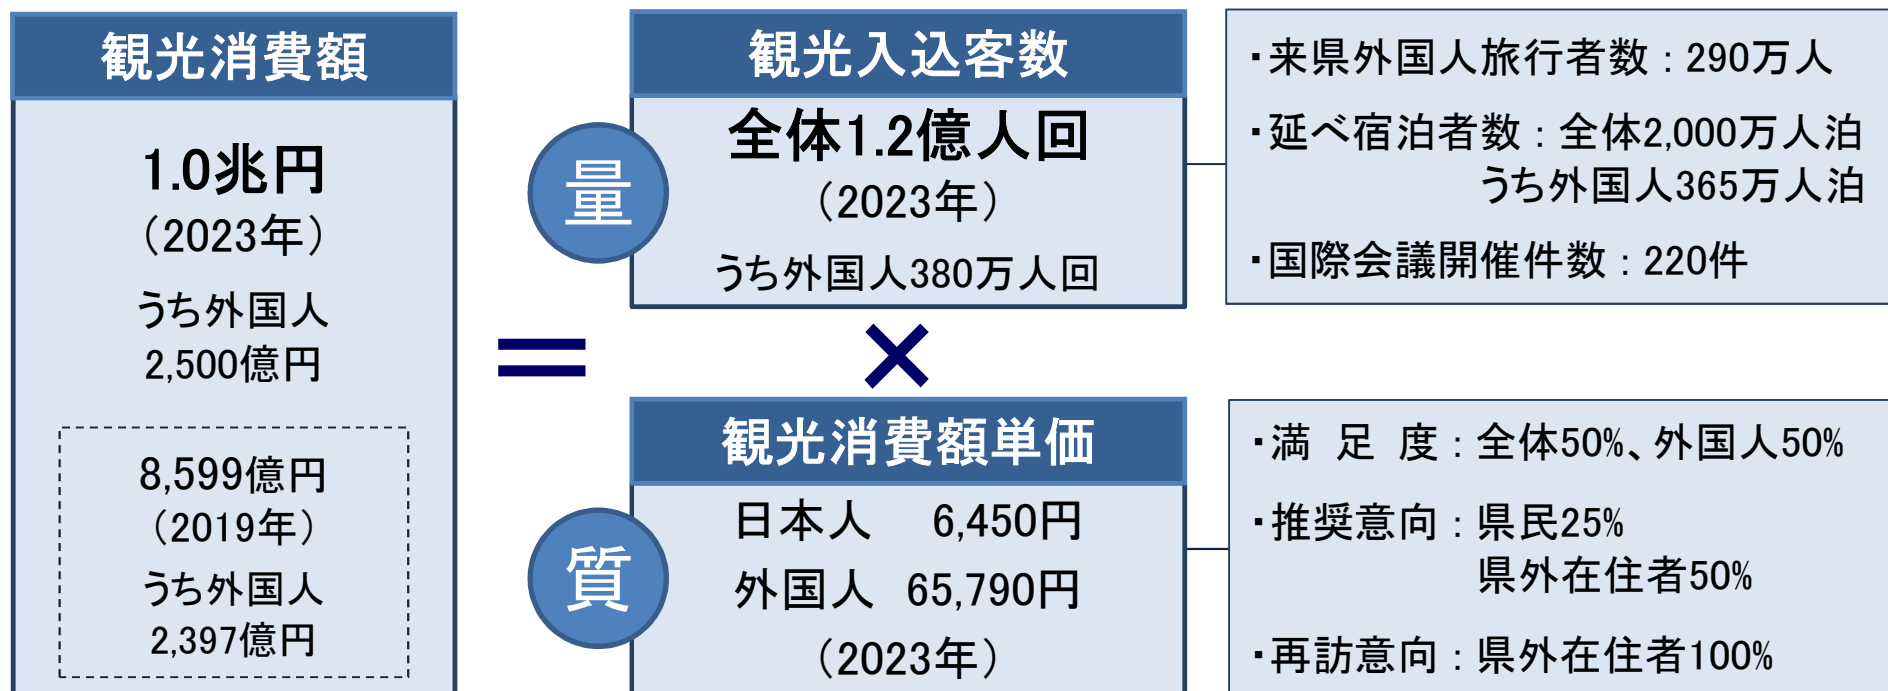 観光消費額
1.0兆円
（2023年）
うち外国人
2,500億円
8,599億円
（2019年）
うち外国人
2,397億円
＝
量
観光入込客数
全体1.2億人回
（2023年）
うち外国人380万人回
・来県外国人旅行者数：290万人
・延べ宿泊者数：全体2,000万人泊
うち外国人365万人泊
・国際会議開催件数：220件
×
質
観光消費額単価
日本人 6,450円
外国人 65,790円
（2023年）
・満 足 度：全体50%、外国人50%
・推奨意向：県民25%
県外在住者50%
・再訪意向：県外在住者100%